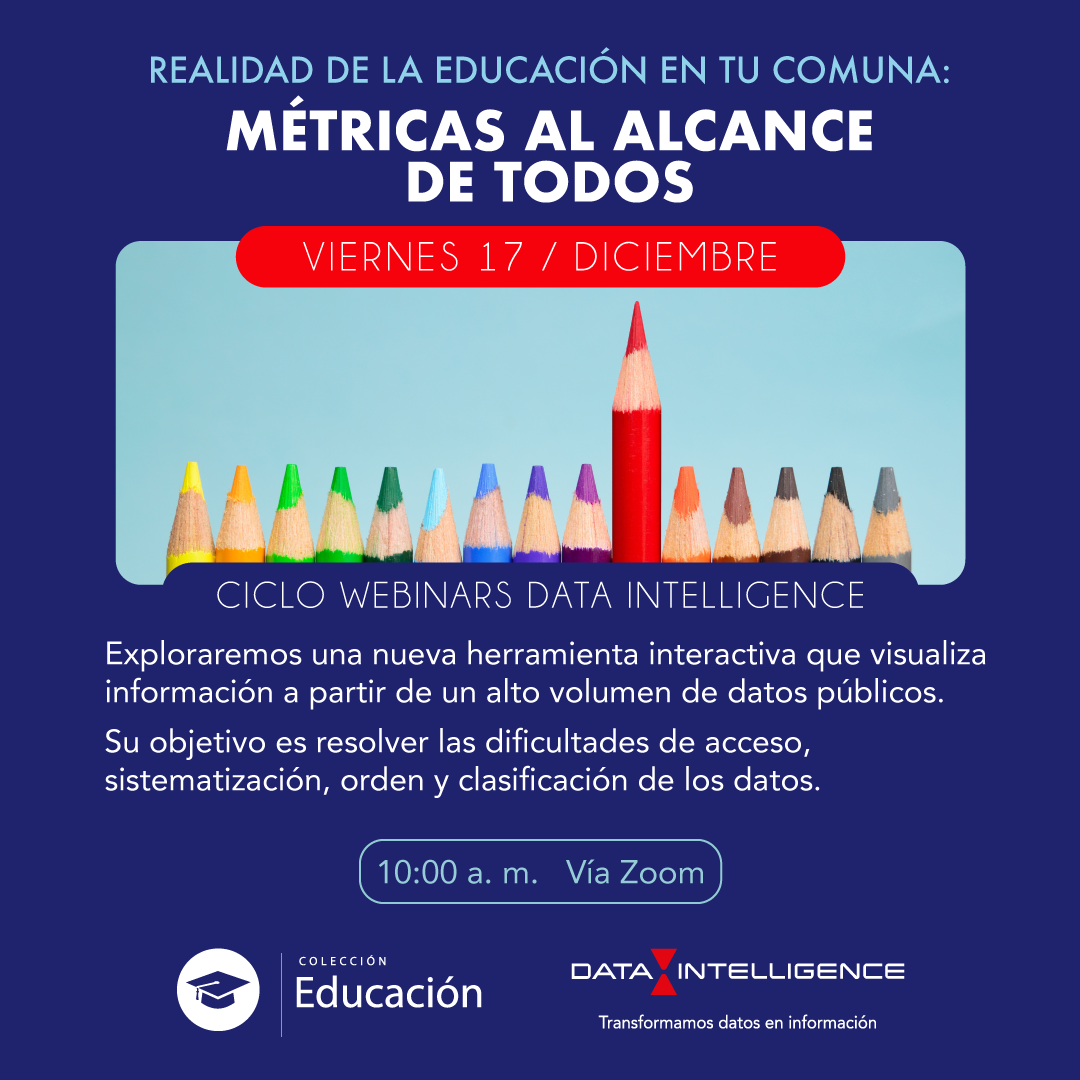 REALIDAD DE LA EDUCACIÓN EN TU COMUNA:
MÉTRICAS AL ALCANCE
DE TODOS
VIERNES 17 / DICIEMBRE
CICLO WEBINARS DATA INTELLIGENCE
Exploraremos una nueva herramienta interactiva que visualiza
información a partir de un alto volumen de datos públicos.
Su objetivo es resolver las dificultades de acceso,
sistematización, orden y clasificación de los datos.
10:00 a. m. Vía Zoom
COLECCIÓN
Educación
DATA INTELLIGENCE
Transformamos datos en información